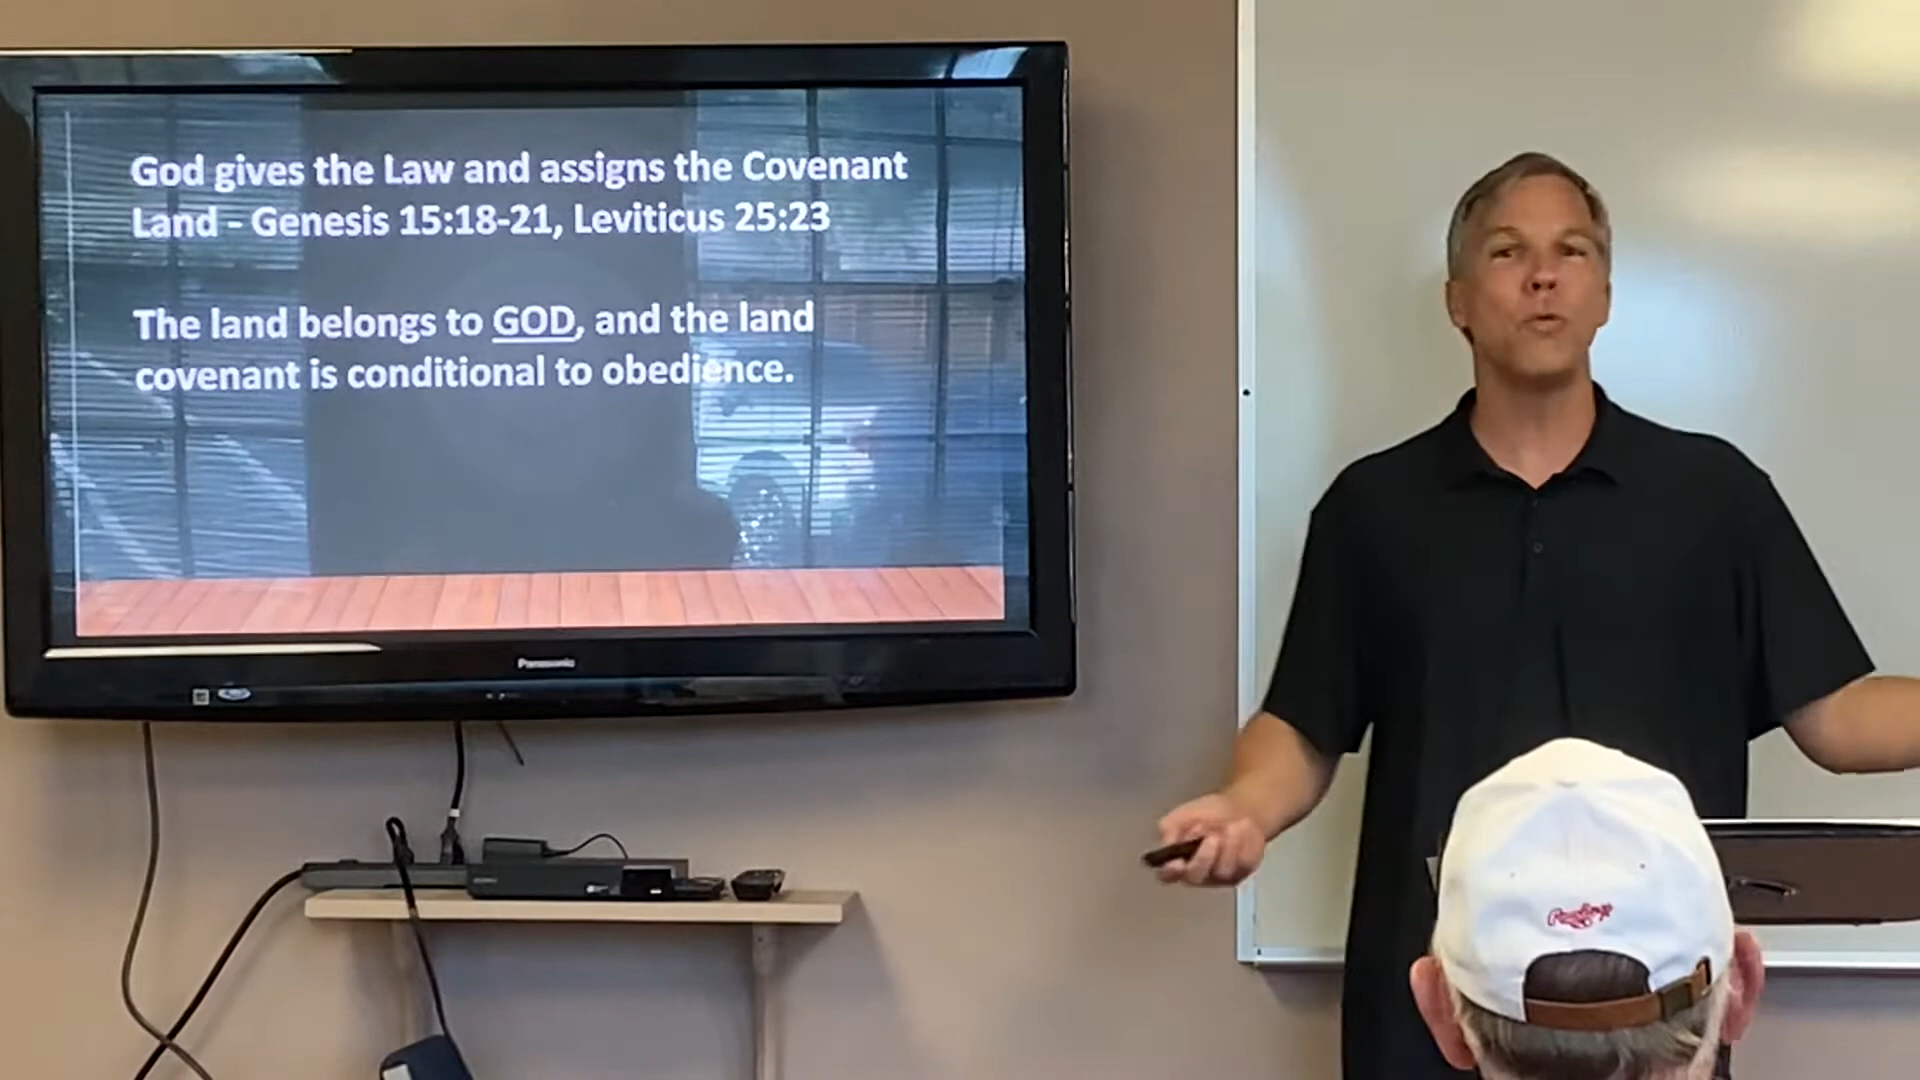 God gives the Law and assigns the Covenant
Land - Genesis 15:18-21, Leviticus 25:23
The land belongs to GOD, and the land
covenant is conditional to obedience.
Panasonic
Rawlings